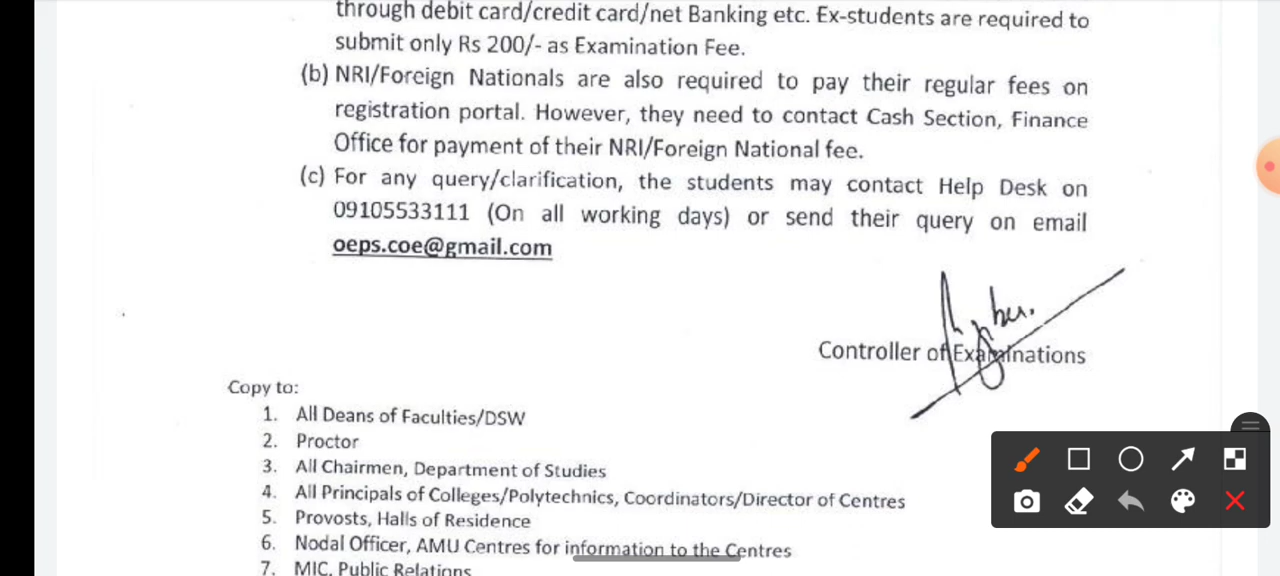 through debit card/credit card/net Banking etc. Ex-students are required to
submit only Rs 200/- as Examination Fee.
(b) NRI/Foreign Nationals are also required to pay their regular fees on
registration portal. However, they need to contact Cash Section, Finance
Office for payment of their NRI/Foreign National fee.
(c) For any query/clarification, the students may contact Help Desk on
09105533111 (On all working days) or send their query on email
oeps.coe@gmail.com
Controller of Examinations
Copy to:
1. All Deans of Faculties/DSW
2. Proctor
3. All Chairmen, Department of Studies
4. All Principals of Colleges/Polytechnics, Coordinators/Director of Centres
5. Provosts, Halls of Residence
6. Nodal Officer, AMU Centres for information to the Centres
7. MIC, Public Relations